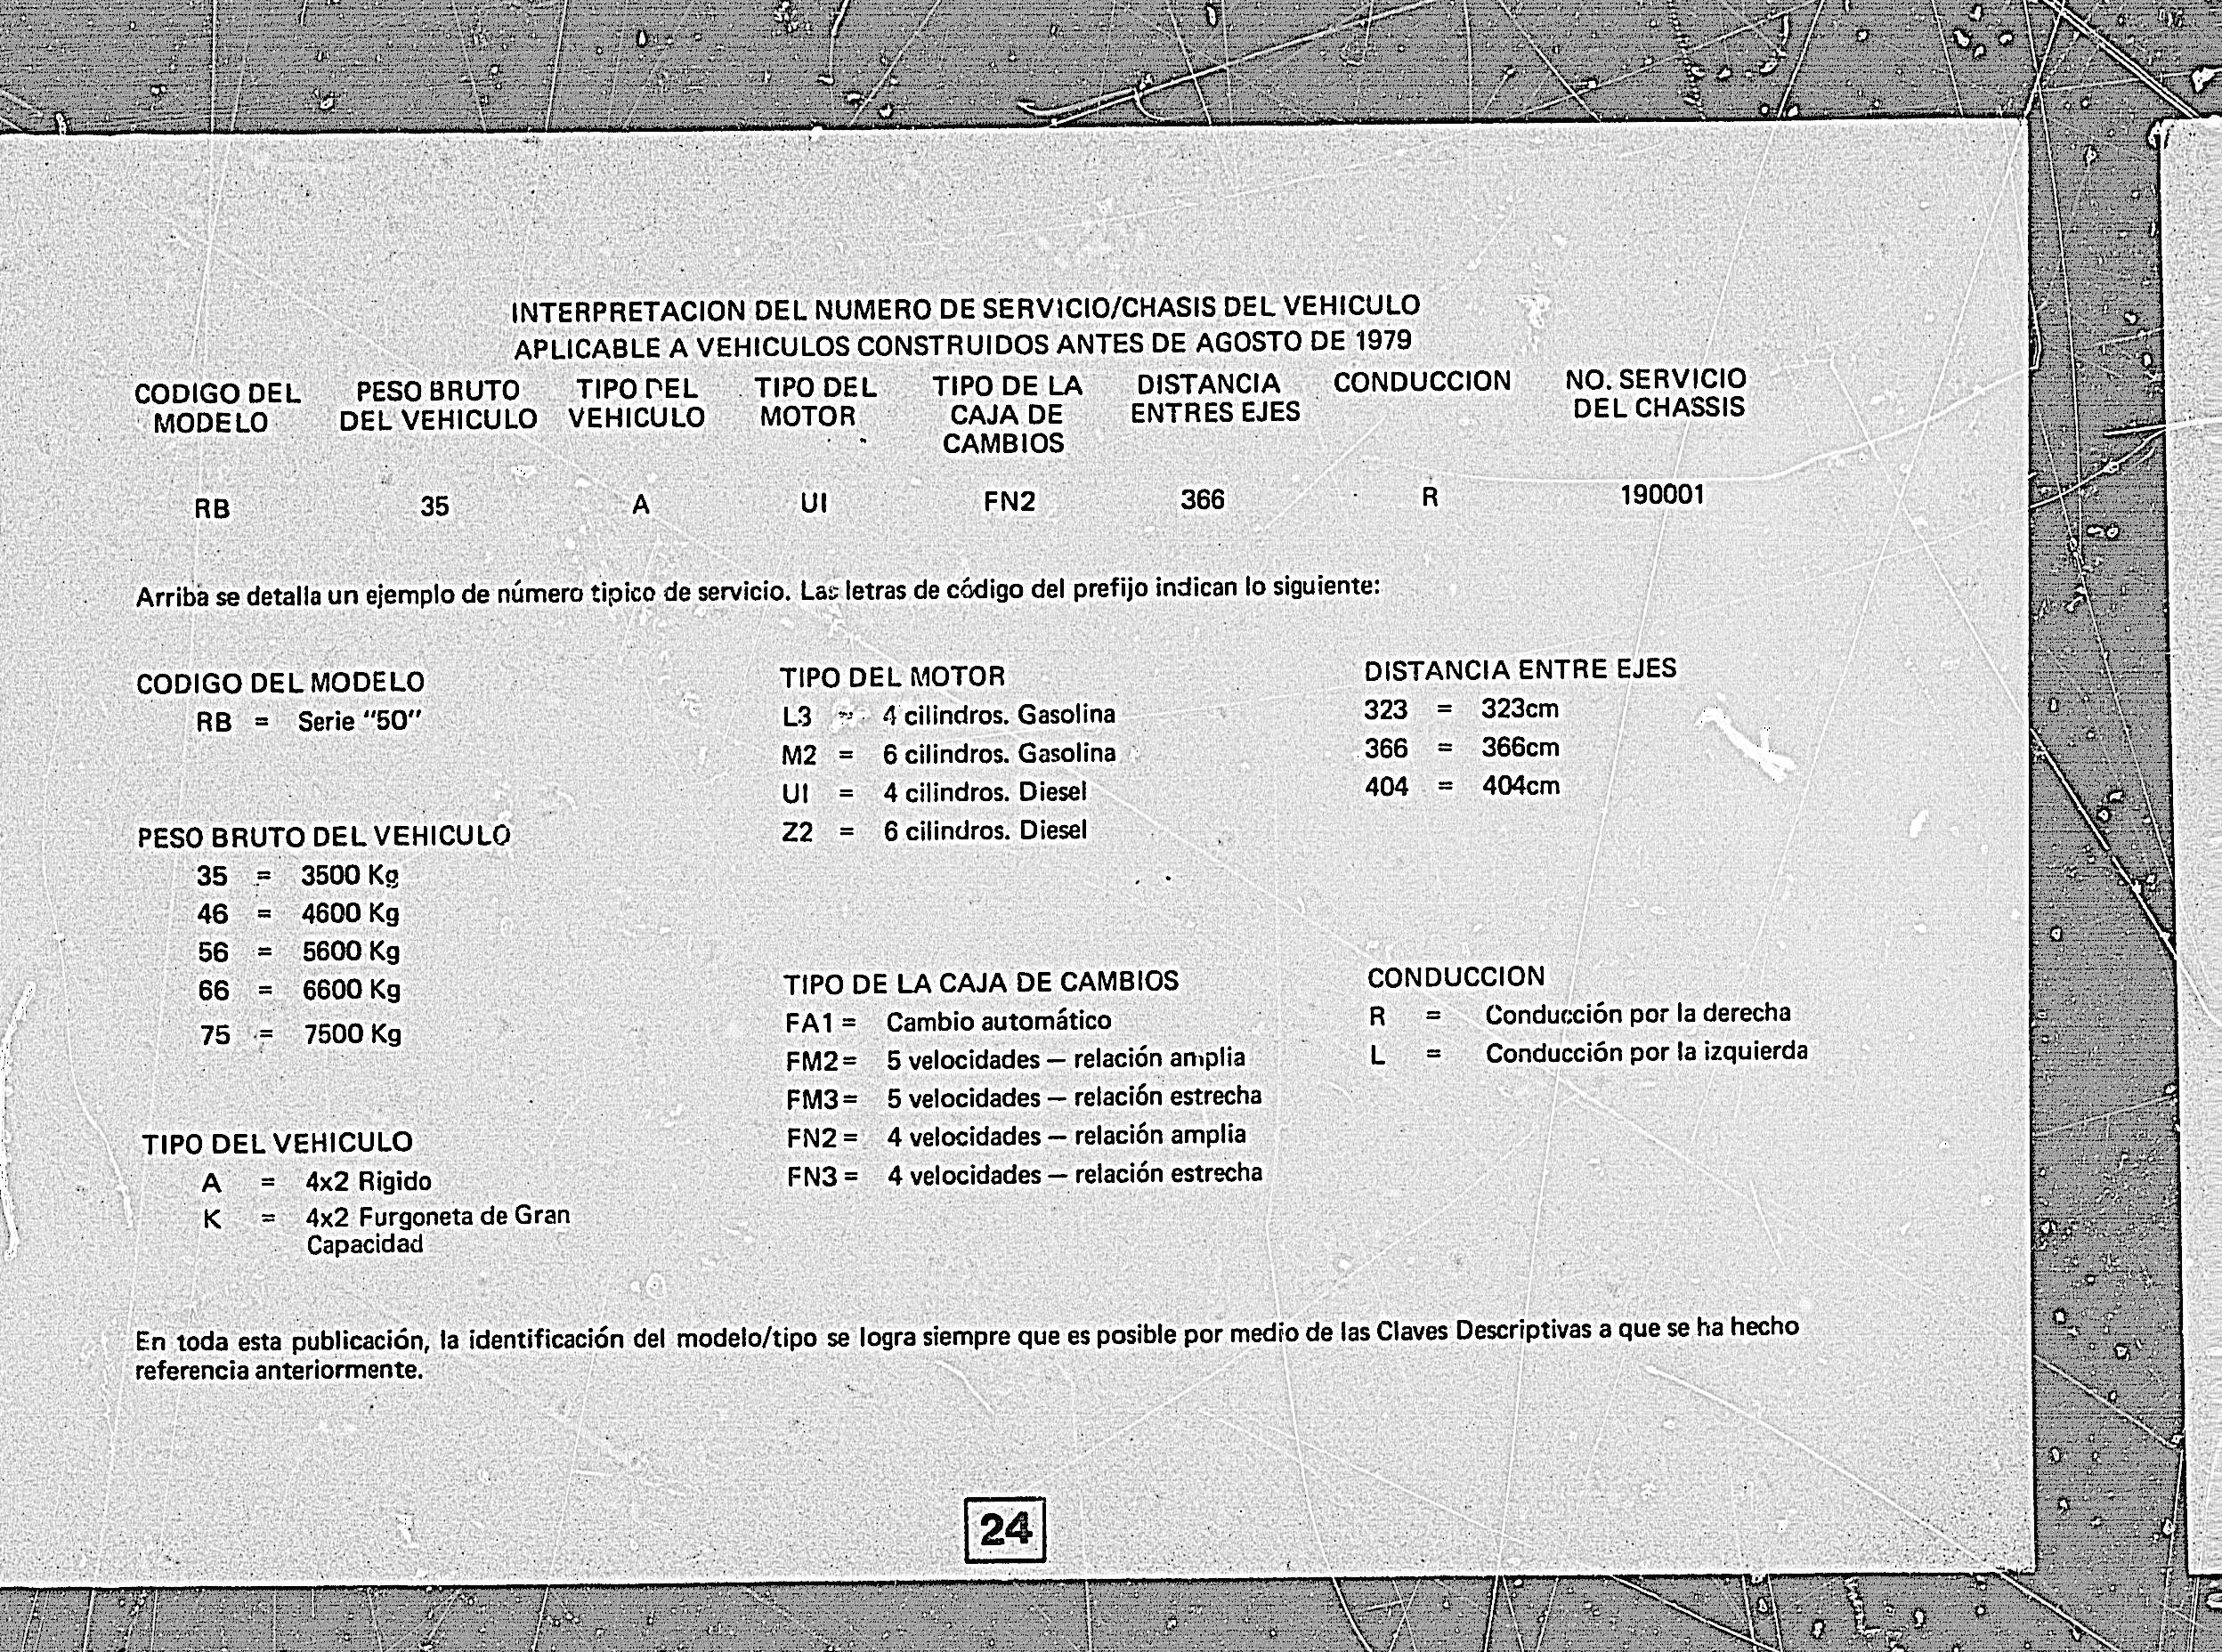 INTERPRETACION DEL NUMERO DE SERVICIO/CHASIS DEL VEHICULO
APLICABLE A VEHICULOS CONSTRUIDOS ANTES DE AGOSTO DE 1979
CODIGO DEL MODELO PESO BRUTO DEL VEHICULO TIPO DEL VEHICULO TIPO DEL MOTOR TIPO DE LA CAJA DE CAMBIOS DISTANCIA ENTRES EJES CONDUCCION NO. SERVICIO DEL CHASSIS
RB 35 A UI FN2 366 R 190001
Arriba se detalla un ejemplo de número tipico de servicio. Las letras de código del prefijo indican lo siguiente:
CODIGO DEL MODELO
RB = Serie "50"
PESO BRUTO DEL VEHICULO
35 = 3500 Kg
46 = 4600 Kg
56 = 5600 Kg
66 = 6600 Kg
75 = 7500 Kg
TIPO DEL VEHICULO
A = 4x2 Rigido
K = 4x2 Furgoneta de Gran
Capacidad
TIPO DEL MOTOR
L3 = 4 cilindros. Gasolina
M2 = 6 cilindros. Gasolina
UI = 4 cilindros. Diesel
Z2 = 6 cilindros. Diesel
TIPO DE LA CAJA DE CAMBIOS
FA1 = Cambio automático
FM2 = 5 velocidades — relación amplia
FM3 = 5 velocidades — relación estrecha
FN2 = 4 velocidades — relación amplia
FN3 = 4 velocidades — relación estrecha
DISTANCIA ENTRE EJES
323 = 323cm
366 = 366cm
404 = 404cm
CONDUCCION
R = Conducción por la derecha
L = Conducción por la izquierda
En toda esta publicación, la identificación del modelo/tipo se logra siempre que es posible por medio de las Claves Descriptivas a que se ha hecho
referencia anteriormente.
24